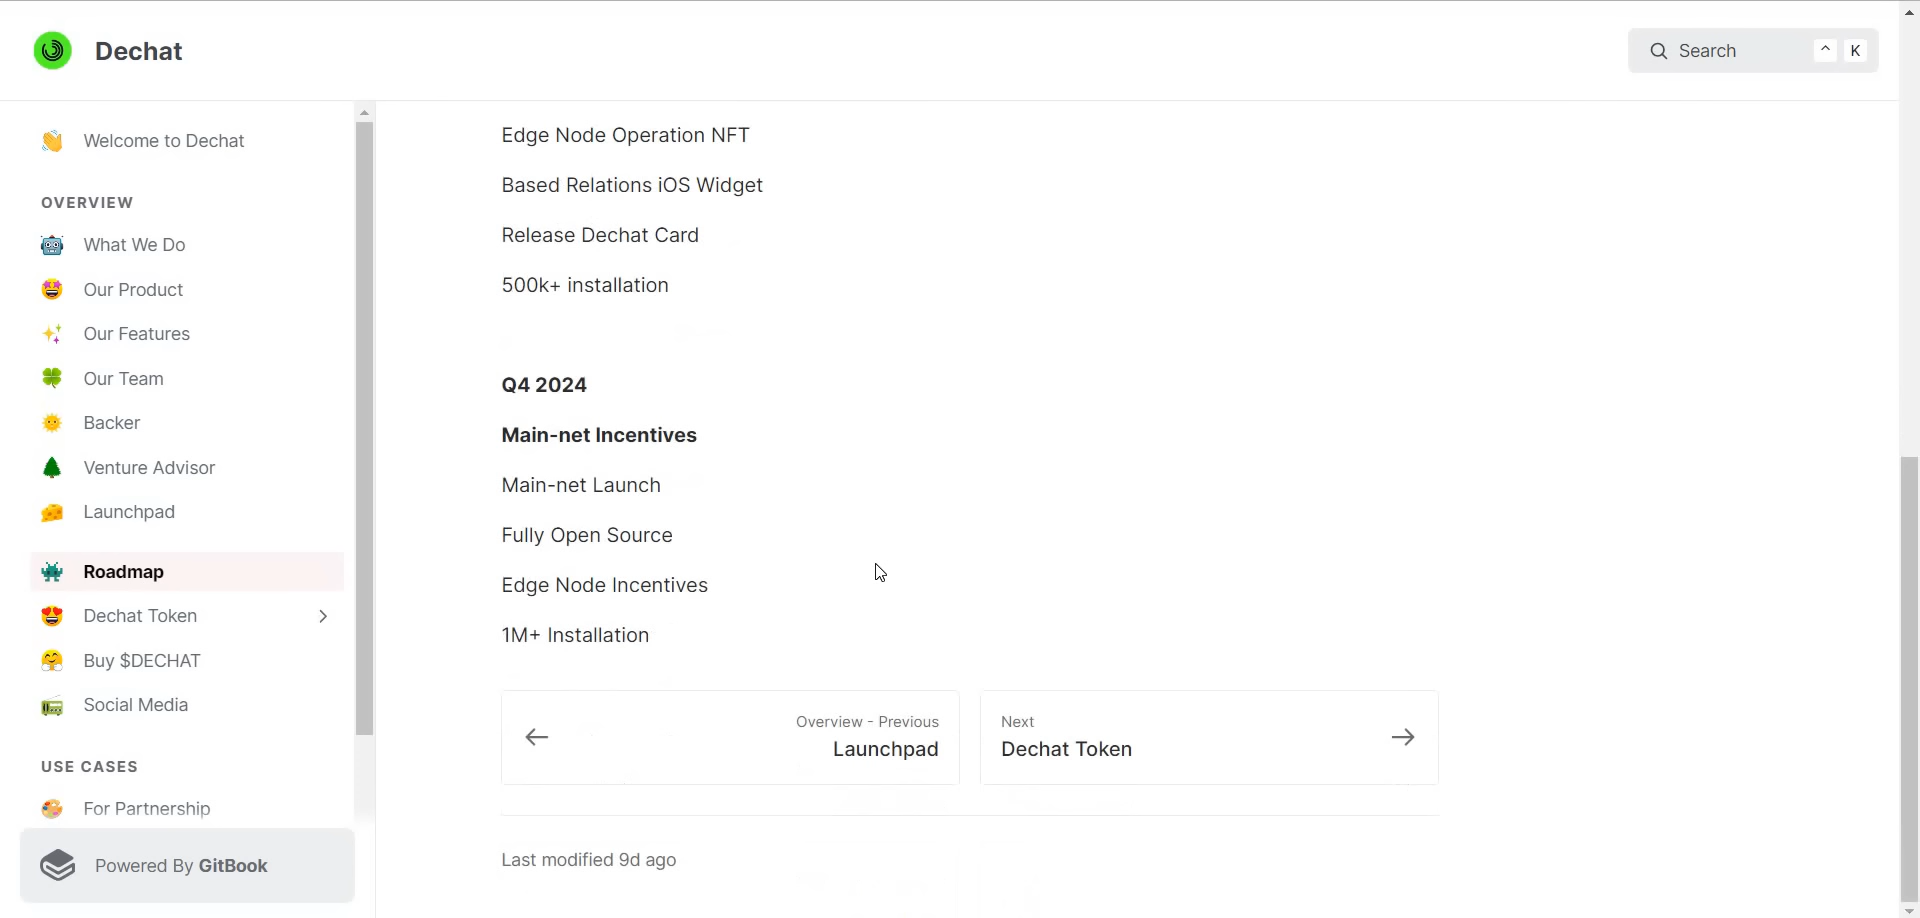 Dechat
Search
^ K
Welcome to Dechat
OVERVIEW
What We Do
Our Product
Our Features
Our Team
Backer
Venture Advisor
Launchpad
Roadmap
Dechat Token
Buy $DECHAT
Social Media
USE CASES
For Partnership
Powered By GitBook
Edge Node Operation NFT
Based Relations iOS Widget
Release Dechat Card
500k+ installation
Q4 2024
Main-net Incentives
Main-net Launch
Fully Open Source
Edge Node Incentives
1M+ Installation
Overview - Previous
Launchpad
Next
Dechat Token
Last modified 9d ago